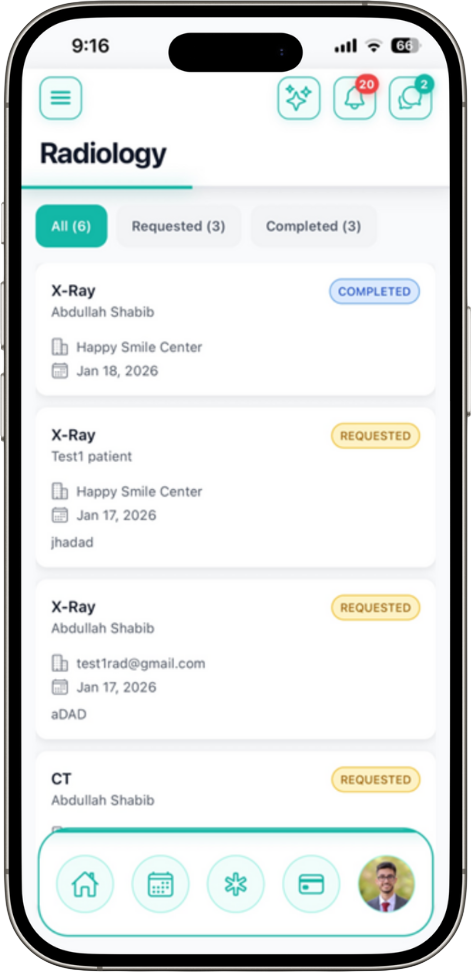 9:16
66
20
2
Radiology
All (6)
Requested (3)
Completed (3)
X-Ray
COMPLETED
Abdullah Shabib
Happy Smile Center
Jan 18, 2026
X-Ray
REQUESTED
Test1 patient
Happy Smile Center
Jan 17, 2026
jhadad
X-Ray
REQUESTED
Abdullah Shabib
test1rad@gmail.com
Jan 17, 2026
aDAD
CT
REQUESTED
Abdullah Shabib